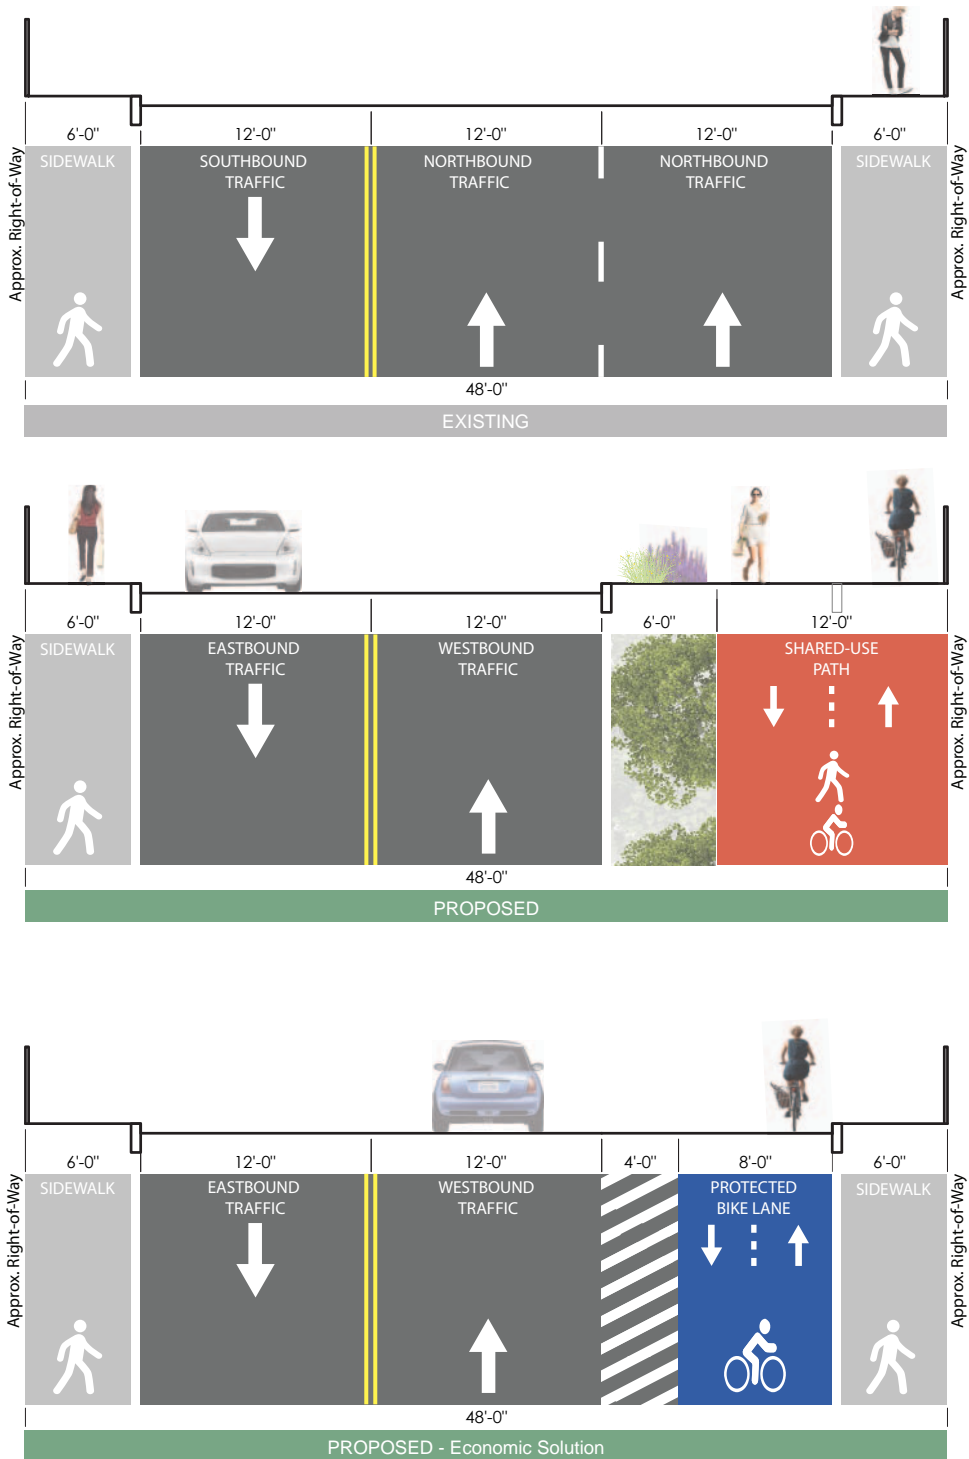 6'-0"
12'-0"
12'-0"
12'-0"
6'-0"
Approx. Right-of-Way
SIDEWALK
SOUTHBOUND
TRAFFIC
NORTHBOUND
TRAFFIC
NORTHBOUND
TRAFFIC
SIDEWALK
Approx. Right-of-Way
48'-0"
EXISTING
6'-0"
12'-0"
12'-0"
6'-0"
12'-0"
Approx. Right-of-Way
SIDEWALK
EASTBOUND
TRAFFIC
WESTBOUND
TRAFFIC
SHARED-USE
PATH
Approx. Right-of-Way
48'-0"
PROPOSED
6'-0"
12'-0"
12'-0"
4'-0"
8'-0"
6'-0"
Approx. Right-of-Way
SIDEWALK
EASTBOUND
TRAFFIC
WESTBOUND
TRAFFIC
PROTECTED
BIKE LANE
SIDEWALK
Approx. Right-of-Way
48'-0"
PROPOSED - Economic Solution